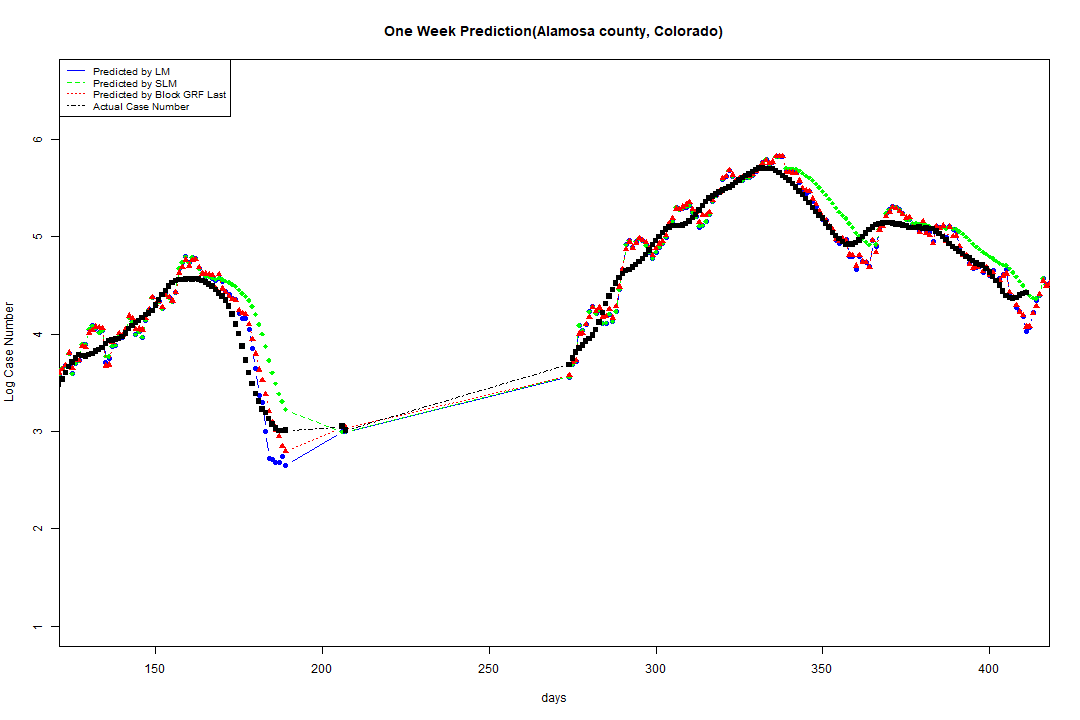 One Week Prediction(Alamosa county, Colorado)
Predicted by LM
Predicted by SLM
Predicted by Block GRF Last
Actual Case Number
6
5
4
3
2
1
Log Case Number
150 200 250 300 350 400
days